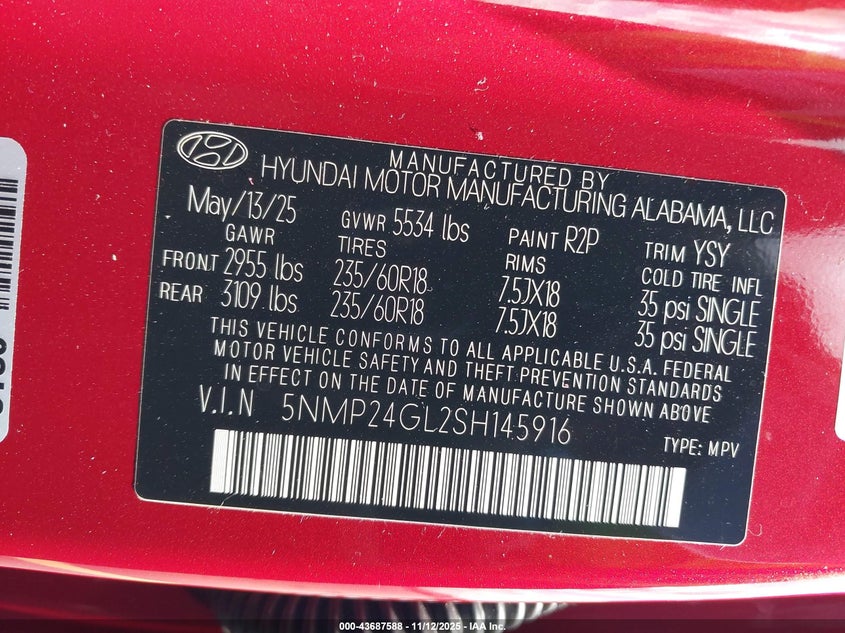 MANUFACTURED BY
HYUNDAI MOTOR MANUFACTURING ALABAMA, LLC
May/13/25 GVWR 5534 lbs PAINT R2P TRIM YSY
GAWR TIRES RIMS COLD TIRE INFL
FRONT 2955 lbs 235/60R18 7.5JX18 35 psi SINGLE
REAR 3109 lbs 235/60R18 7.5JX18 35 psi SINGLE
THIS VEHICLE CONFORMS TO ALL APPLICABLE U.S.A. FEDERAL
MOTOR VEHICLE SAFETY AND THEFT PREVENTION STANDARDS
IN EFFECT ON THE DATE OF MANUFACTURE SHOWN ABOVE
V.I.N 5NMP24GL2SH145916
TYPE: MPV
000-43687588 — 11/12/2025 — IAA Inc.